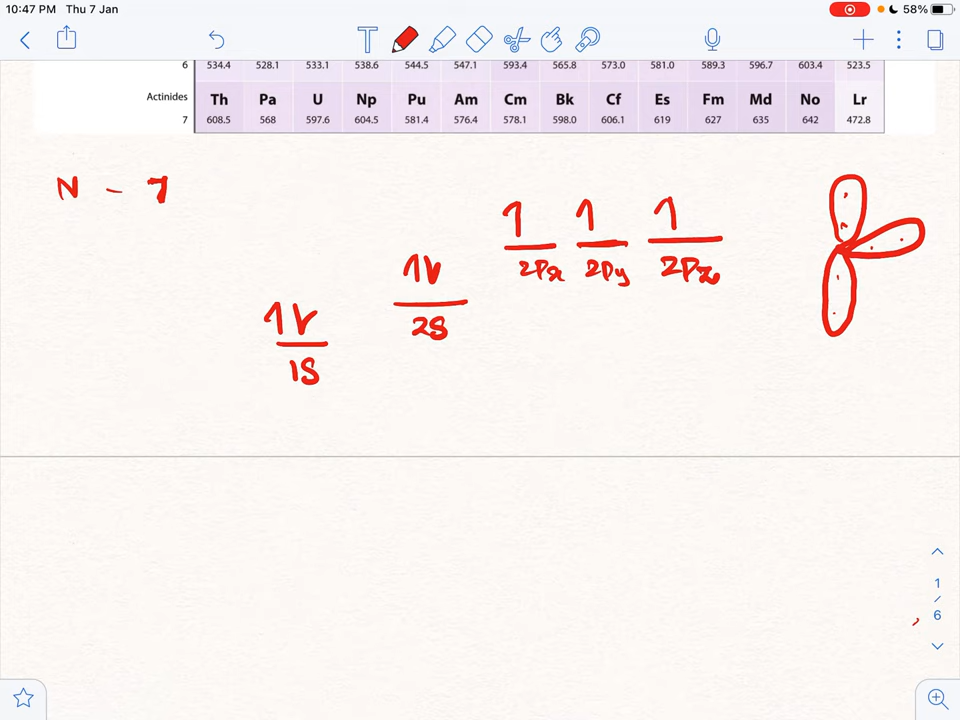 10:47 PM Thu 7 Jan
58%
T
6 534.4 528.1 533.1 538.6 544.5 547.1 593.4 565.8 573.0 581.0 589.3 596.7 603.4 523.5
Actinides Th Pa U Np Pu Am Cm Bk Cf Es Fm Md No Lr
7 608.5 568 597.6 604.5 581.4 576.4 578.1 598.0 606.1 619 627 635 642 472.8
N - 7
1 1 1
2Px 2Py 2Pz
1
2S
1
1S
1
/
6